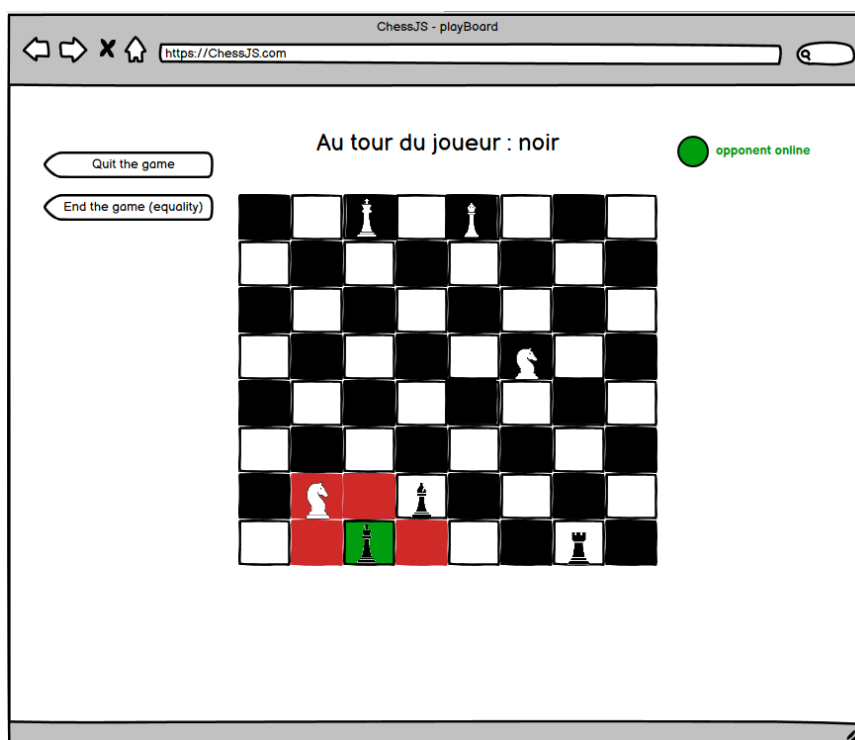 ChessJS - playBoard
https://ChessJS.com
Au tour du joueur : noir
opponent online
Quit the game
End the game (equality)